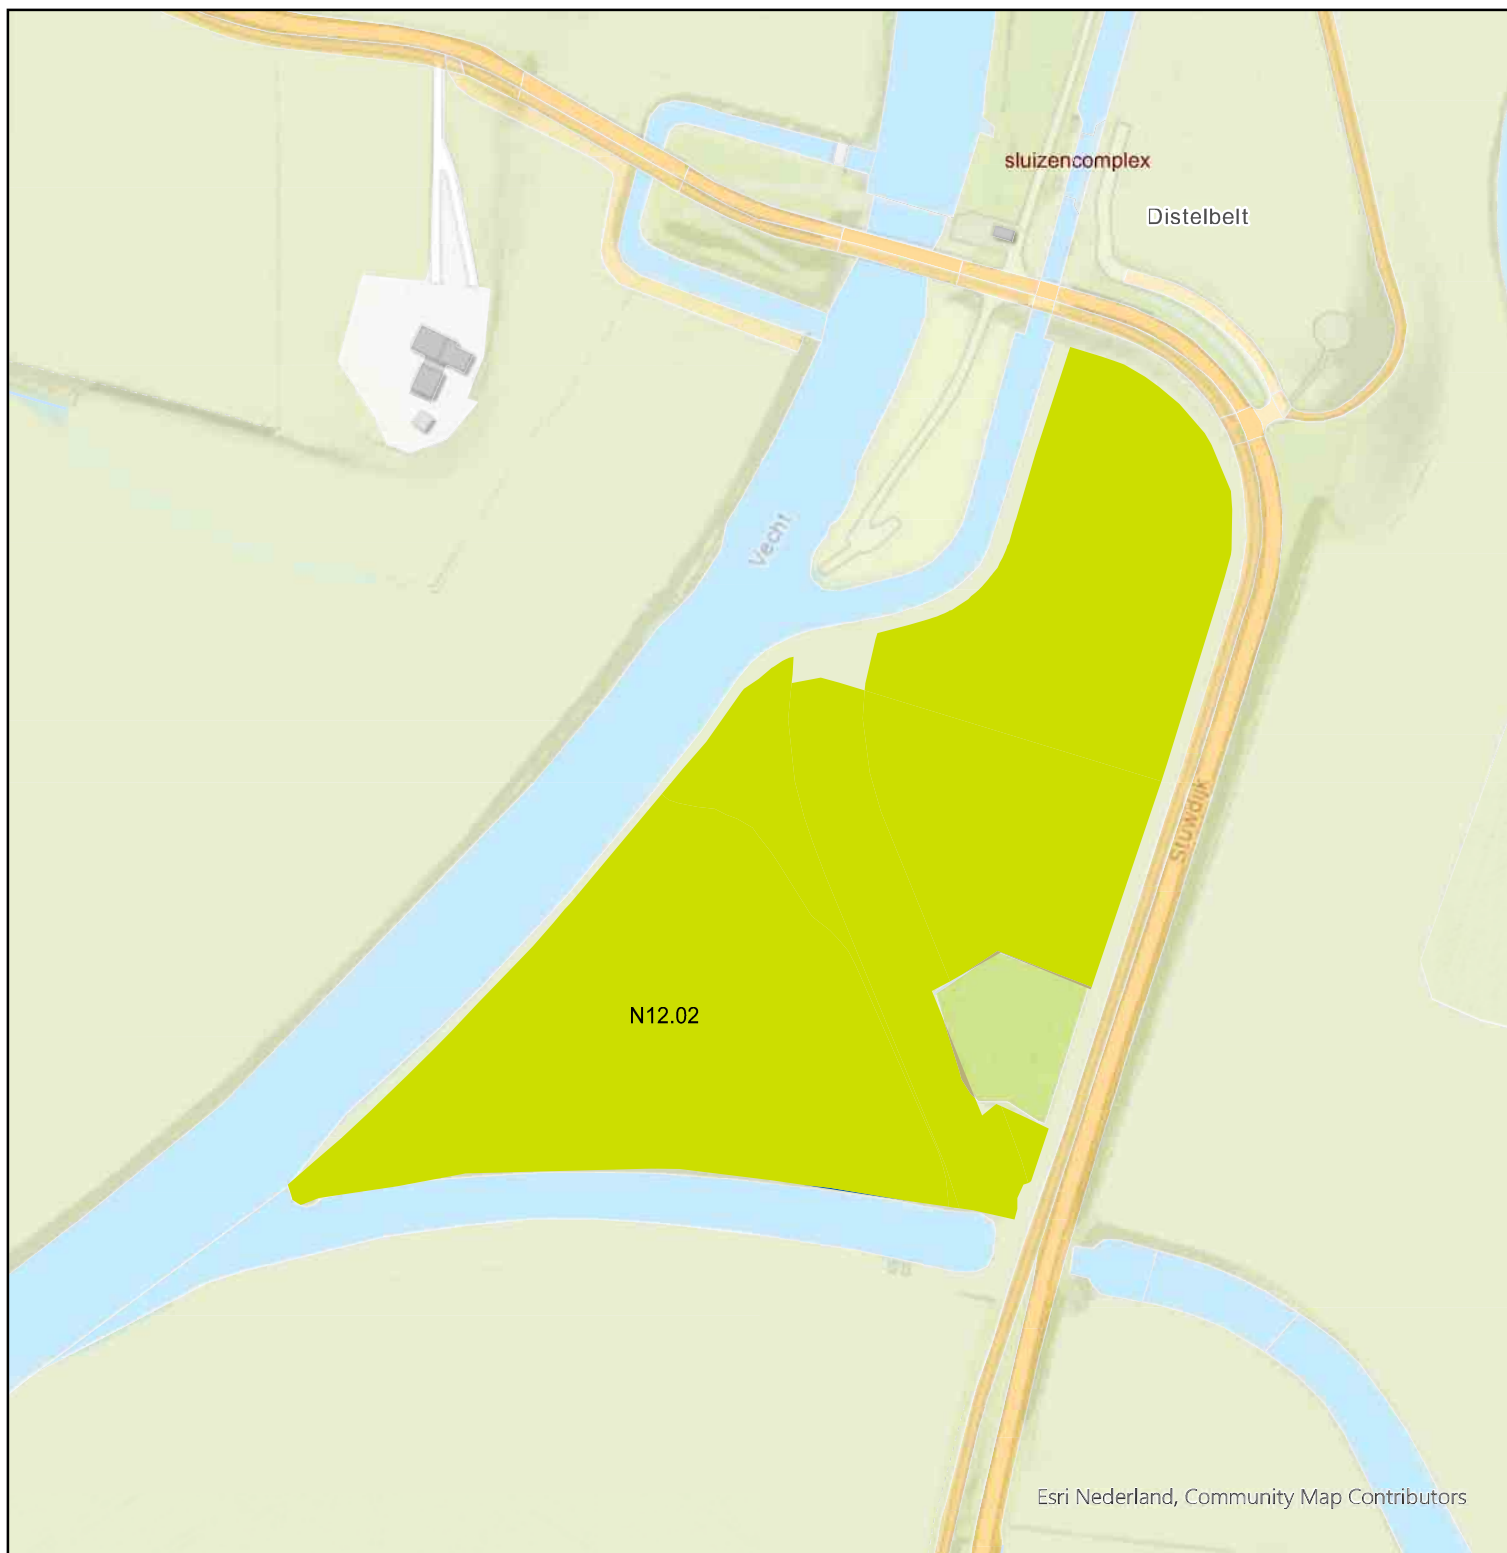 sluizencomplex
Distelbelt
Vecht
Stuwdijk
N12.02
Esri Nederland, Community Map Contributors